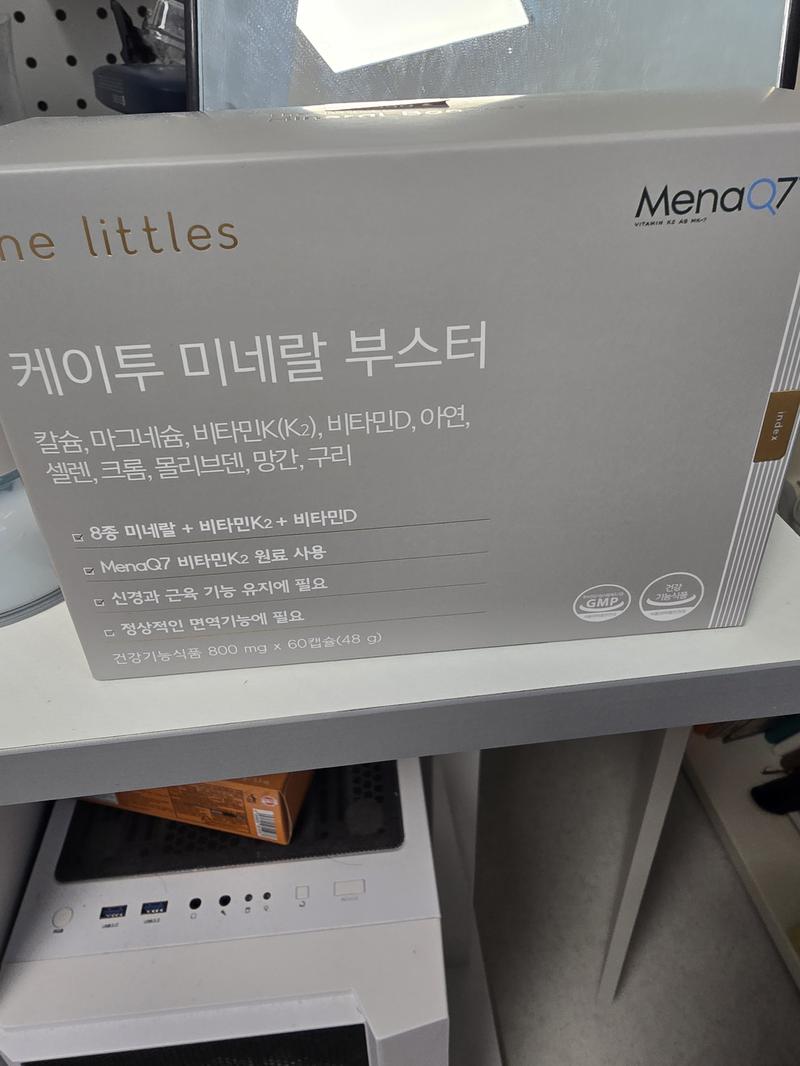 ne littles
MenaQ7
VITAMIN K2 AS MK-7
케이투 미네랄 부스터
칼슘, 마그네슘, 비타민K(K2), 비타민D, 아연,
셀렌, 크롬, 몰리브덴, 망간, 구리
index
8종 미네랄 + 비타민K2 + 비타민D
MenaQ7 비타민K2 원료 사용
신경과 근육 기능 유지에 필요
정상적인 면역기능에 필요
건강기능식품 800 mg x 60캡슐(48 g)
GMP
건강
기능식품